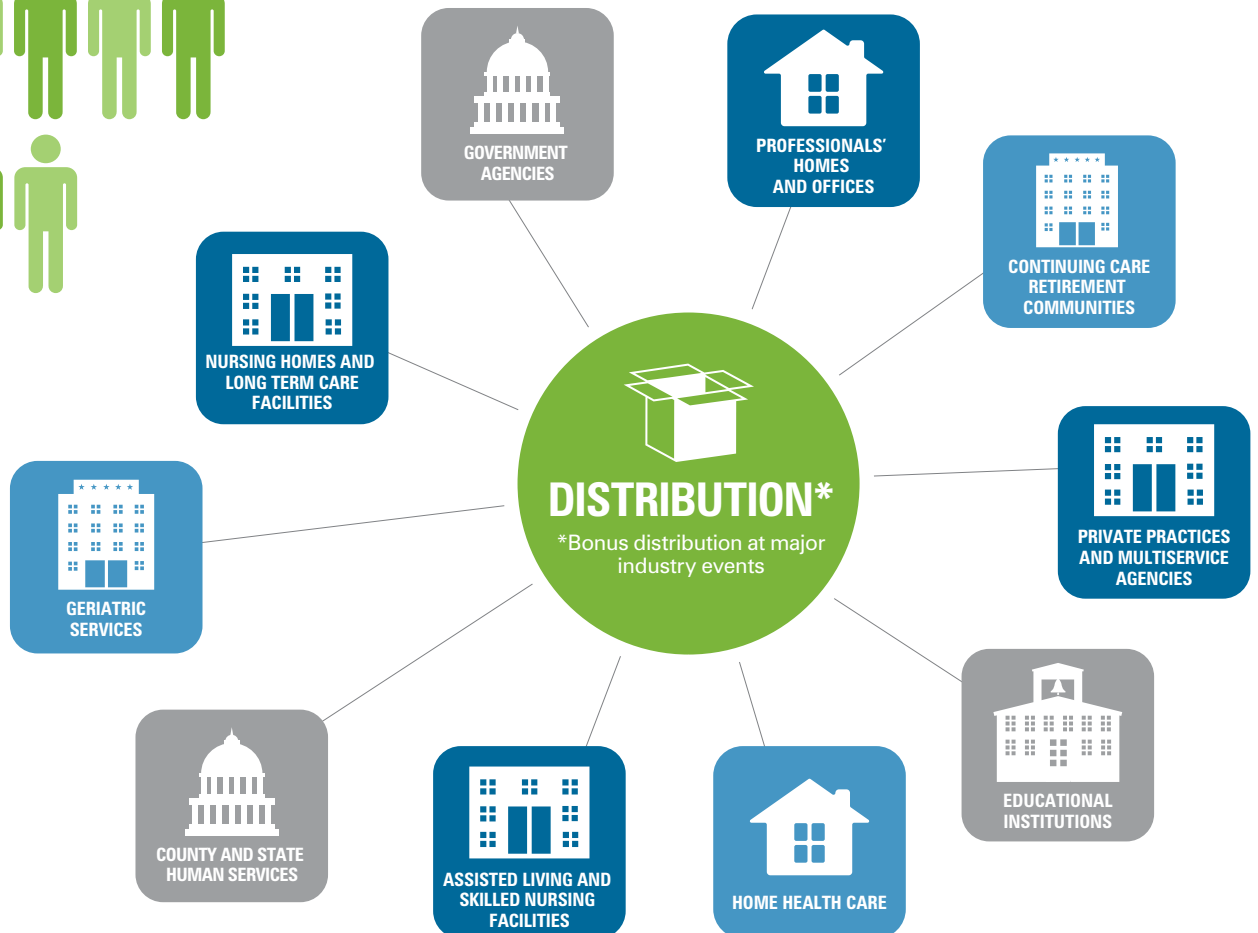 GOVERNMENT
AGENCIES
PROFESSIONALS’
HOMES
AND OFFICES
CONTINUING CARE
RETIREMENT
COMMUNITIES
NURSING HOMES AND
LONG TERM CARE
FACILITIES
DISTRIBUTION*
*Bonus distribution at major
industry events
PRIVATE PRACTICES
AND MULTISERVICE
AGENCIES
GERIATRIC
SERVICES
EDUCATIONAL
INSTITUTIONS
COUNTY AND STATE
HUMAN SERVICES
ASSISTED LIVING AND
SKILLED NURSING
FACILITIES
HOME HEALTH CARE